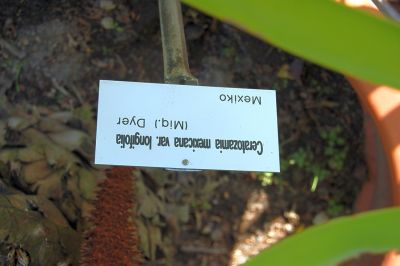 Ceratozamia mexicana var. longifolia
(Miq.) Dyer
Mexiko